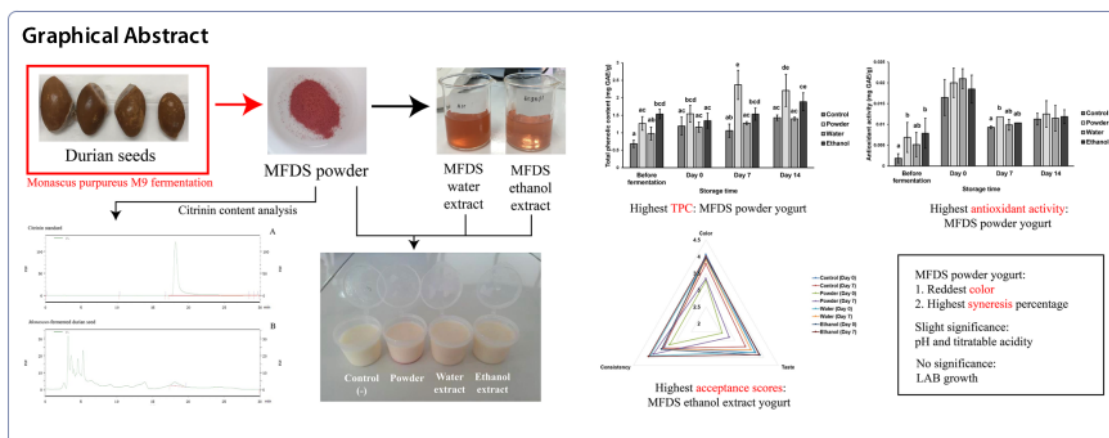 Graphical Abstract
Durian seeds
Monascus purpureus M9 fermentation
MFDS powder
MFDS
water
extract
MFDS
ethanol
extract
Citrinin content analysis
Citrinin standard
A
Monascus-fermented durian seed
B
Control
(-)
Powder
Water
extract
Ethanol
extract
Total phenolic content (mg GAE/g)
Before
fermentation
Day 0
Day 7
Day 14
Storage time
Control
Powder
Water
Ethanol
Highest TPC: MFDS powder yogurt
Antioxidant activity (mg GAE/g)
Before
fermentation
Day 0
Day 7
Day 14
Storage time
Control
Powder
Water
Ethanol
Highest antioxidant activity:
MFDS powder yogurt
Color
4.5
4
2
Consistency
Taste
Control (Day 0)
Control (Day 7)
Powder (Day 0)
Powder (Day 7)
Water (Day 0)
Water (Day 7)
Ethanol (Day 0)
Ethanol (Day 7)
Highest acceptance scores:
MFDS ethanol extract yogurt
MFDS powder yogurt:
1. Reddest color
2. Highest syneresis percentage
Slight significance:
pH and titratable acidity
No significance:
LAB growth